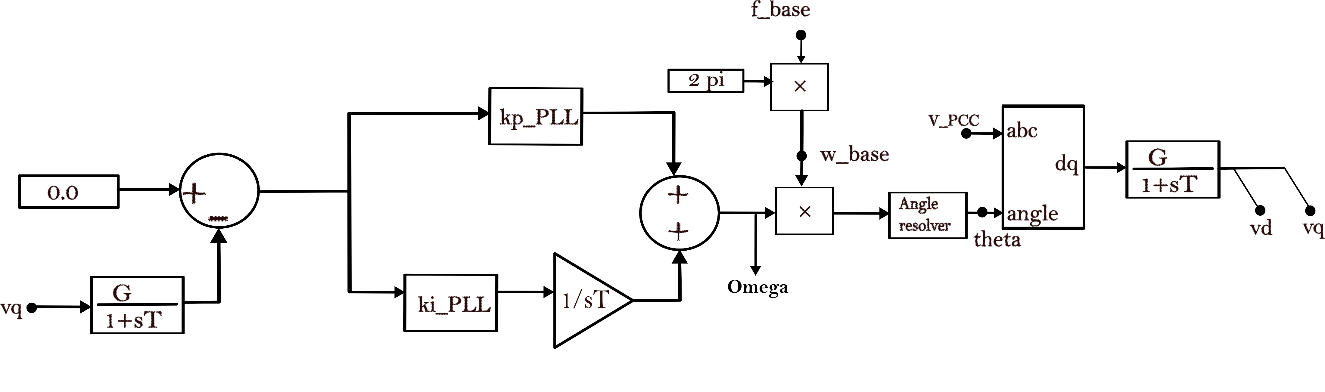 f_base
2 pi
×
kp_PLL
V_PCC
abc
w_base
dq
G
1+sT
0.0
+
−
+
+
×
Angle
resolver
theta
angle
vd
vq
Omega
vq
G
1+sT
ki_PLL
1/sT